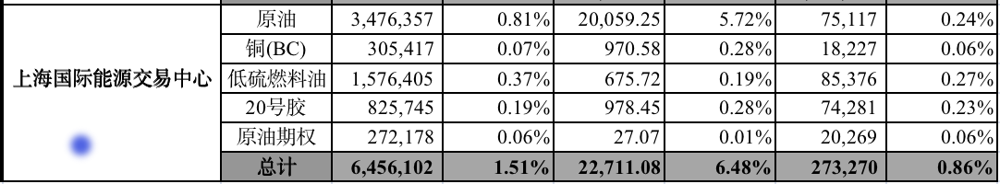 原油 3,476,357 0.81% 20,059.25 5.72% 75,117 0.24%
铜(BC) 305,417 0.07% 970.58 0.28% 18,227 0.06%
上海国际能源交易中心 低硫燃料油 1,576,405 0.37% 675.72 0.19% 85,376 0.27%
20号胶 825,745 0.19% 978.45 0.28% 74,281 0.23%
原油期权 272,178 0.06% 27.07 0.01% 20,269 0.06%
总计 6,456,102 1.51% 22,711.08 6.48% 273,270 0.86%